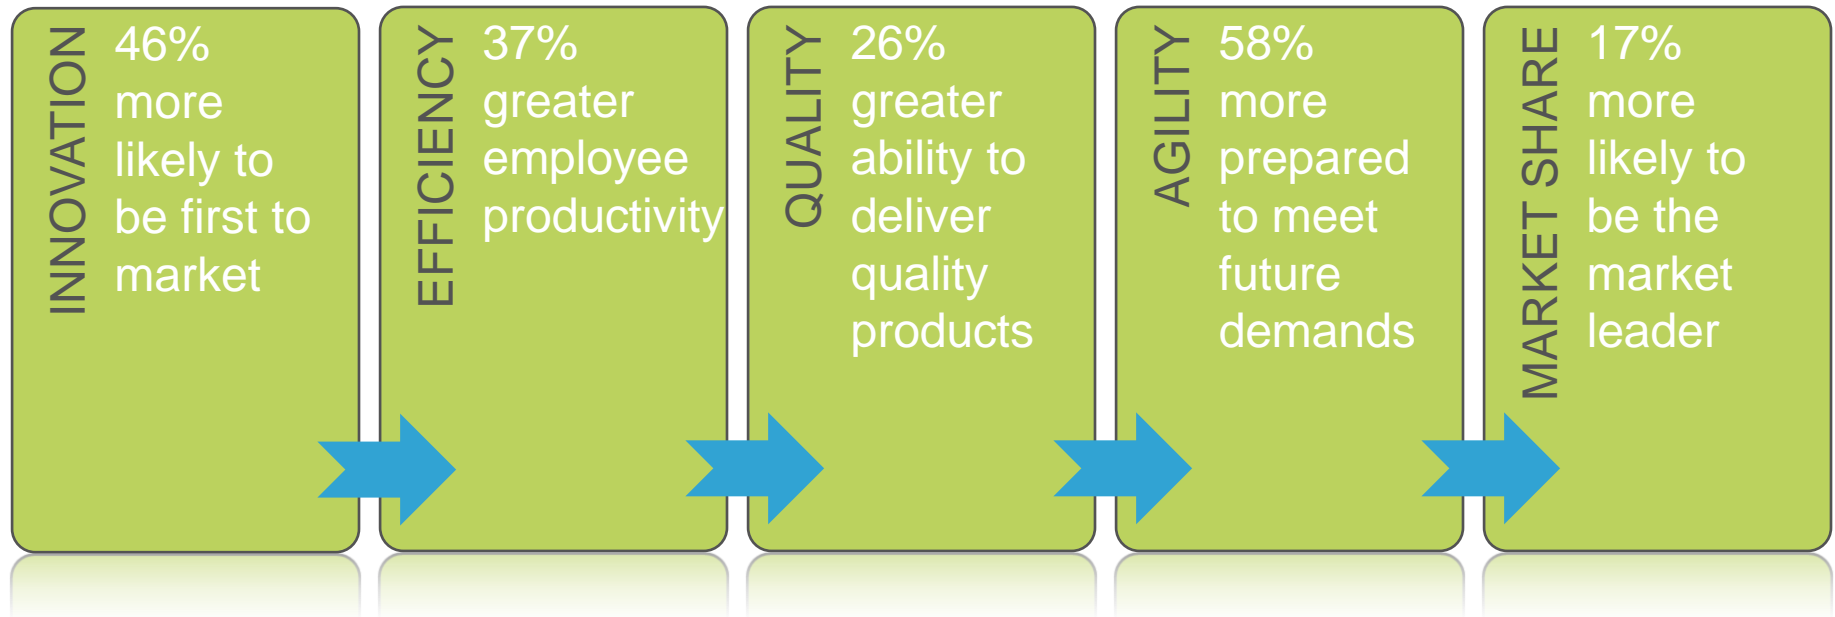 INNOVATION
46%
more
likely to
be first to
market
EFFICIENCY
37%
greater
employee
productivity
QUALITY
26%
greater
ability to
deliver
quality
products
AGILITY
58%
more
prepared
to meet
future
demands
MARKET SHARE
17%
more
likely to
be the
market
leader